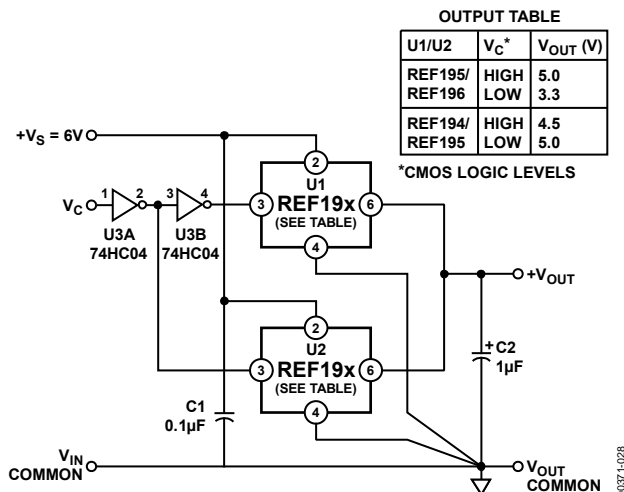 OUTPUT TABLE
U1/U2 VC* VOUT (V)
REF195/ HIGH 5.0
REF196 LOW 3.3
REF194/ HIGH 4.5
REF195 LOW 5.0
*CMOS LOGIC LEVELS
+VS = 6V
2
U1
VC 1 2 3 4 3 REF19x 6
(SEE TABLE)
U3A U3B
74HC04 74HC04
4
+VOUT
2
U2
3 REF19x 6
(SEE TABLE)
+ C2
1µF
C1
0.1µF
4
VIN
COMMON
VOUT
COMMON
00371-028